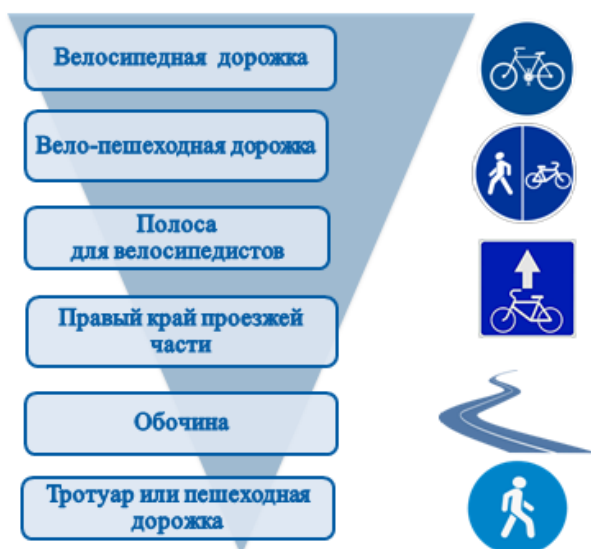 Велосипедная дорожка
Вело-пешеходная дорожка
Полоса
для велосипедистов
Правый край проезжей
части
Обочина
Тротуар или пешеходная
дорожка